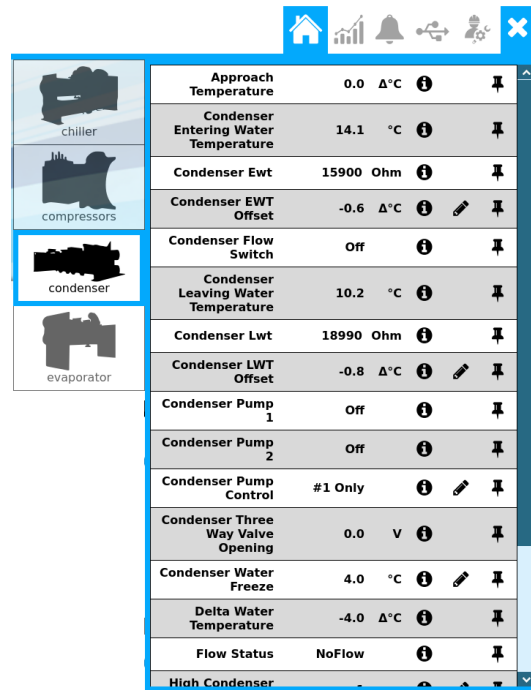 chiller
compressors
condenser
evaporator
Approach
Temperature 0.0 Δ°C
Condenser
Entering Water
Temperature 14.1 °C
Condenser Ewt 15900 Ohm
Condenser EWT
Offset -0.6 Δ°C
Condenser Flow
Switch Off
Condenser
Leaving Water
Temperature 10.2 °C
Condenser Lwt 18990 Ohm
Condenser LWT
Offset -0.8 Δ°C
Condenser Pump
1 Off
Condenser Pump
2 Off
Condenser Pump
Control #1 Only
Condenser Three
Way Valve
Opening 0.0 V
Condenser Water
Freeze 4.0 °C
Delta Water
Temperature -4.0 Δ°C
Flow Status NoFlow
High Condenser